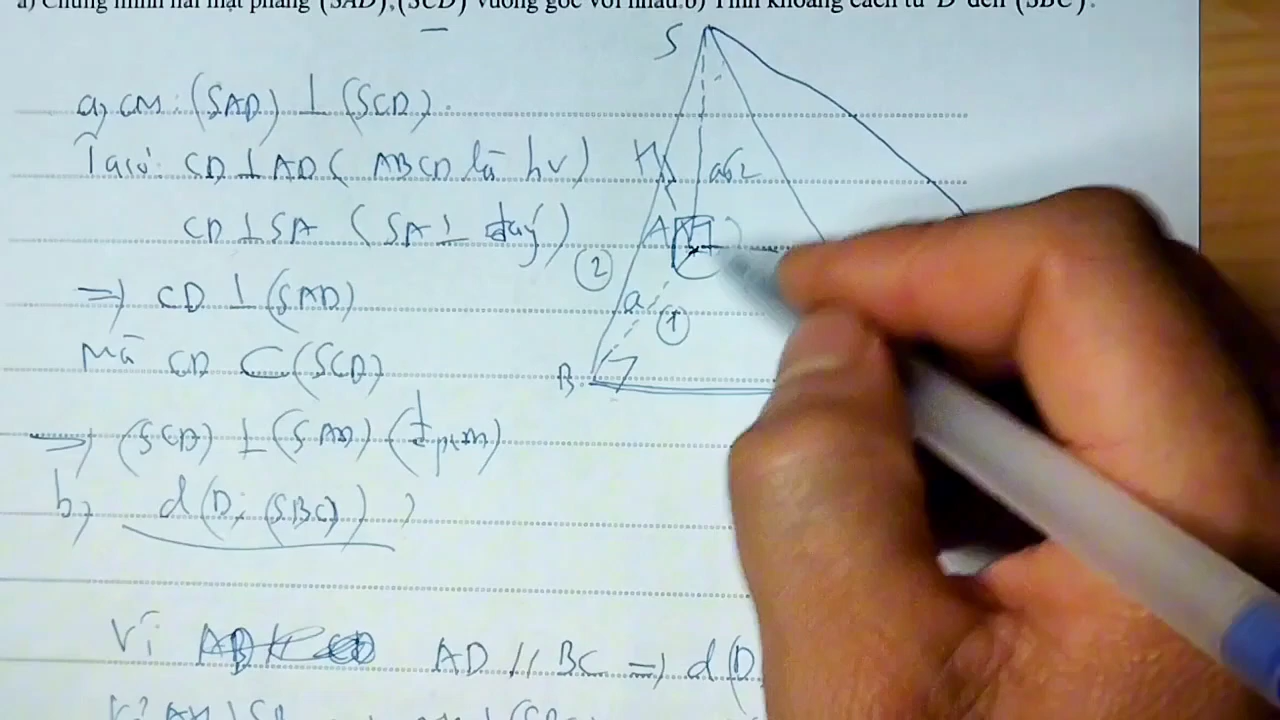 a) Chứng minh hai mặt phẳng (SAD),(SCD) vuông góc với nhau.b) Tính khoảng cách từ D đến (SBC).
a, CM : (SAD) ⊥ (SCD).
Ta có: CD ⊥ AD ( ABCD là hv)
CD ⊥ SA ( SA ⊥ đáy)
=> CD ⊥ (SAD)
Mà CD ⊂ (SCD)
=> (SCD) ⊥ (SAD) (đpcm)
b, d(D; (SBC)) ?
Vì AD // BC => d(D
S
H
a√2
A
2
a
1
B